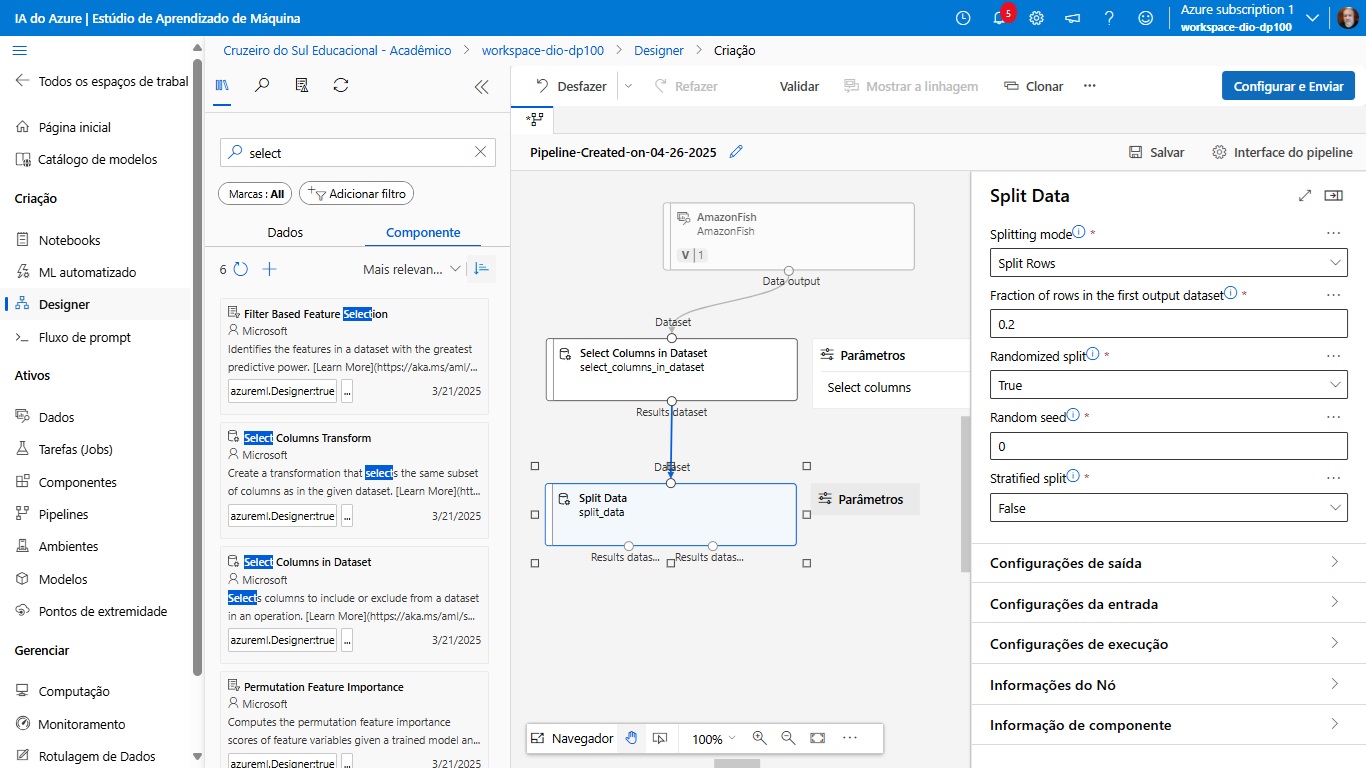 IA do Azure | Estúdio de Aprendizado de Máquina
5
Azure subscription 1
workspace-dio-dp100
Todos os espaços de trabal
Página inicial
Catálogo de modelos
Criação
Notebooks
ML automatizado
Designer
Fluxo de prompt
Ativos
Dados
Tarefas (Jobs)
Componentes
Pipelines
Ambientes
Modelos
Pontos de extremidade
Gerenciar
Computação
Monitoramento
Rotulagem de Dados
Cruzeiro do Sul Educacional - Acadêmico > workspace-dio-dp100 > Designer > Criação
select
Marcas : All
Adicionar filtro
Dados
Componente
6
Mais relevan...
Filter Based Feature Selection
Microsoft
Identifies the features in a dataset with the greatest
predictive power. [Learn More](https://aka.ms/aml/...
azureml.Designer:true ... 3/21/2025
Select Columns Transform
Microsoft
Create a transformation that selects the same subset
of columns as in the given dataset. [Learn More](htt...
azureml.Designer:true ... 3/21/2025
Select Columns in Dataset
Microsoft
Selects columns to include or exclude from a dataset
in an operation. [Learn More](https://aka.ms/aml/s...
azureml.Designer:true ... 3/21/2025
Permutation Feature Importance
Microsoft
Computes the permutation feature importance
scores of feature variables given a trained model an...
azureml.Designer:true ... 3/21/2025
Desfazer
Refazer
Validar
Mostrar a linhagem
Clonar
...
Configurar e Enviar
Pipeline-Created-on-04-26-2025
Salvar
Interface do pipeline
AmazonFish
AmazonFish
V | 1
Data output
Dataset
Select Columns in Dataset
select_columns_in_dataset
Results dataset
Parâmetros
Select columns
Dataset
Split Data
split_data
Results datas... Results datas...
Parâmetros
Navegador
100%
...
Split Data
Splitting mode *
Split Rows
Fraction of rows in the first output dataset *
0.2
Randomized split *
True
Random seed *
0
Stratified split *
False
Configurações de saída
Configurações da entrada
Configurações de execução
Informações do Nó
Informação de componente